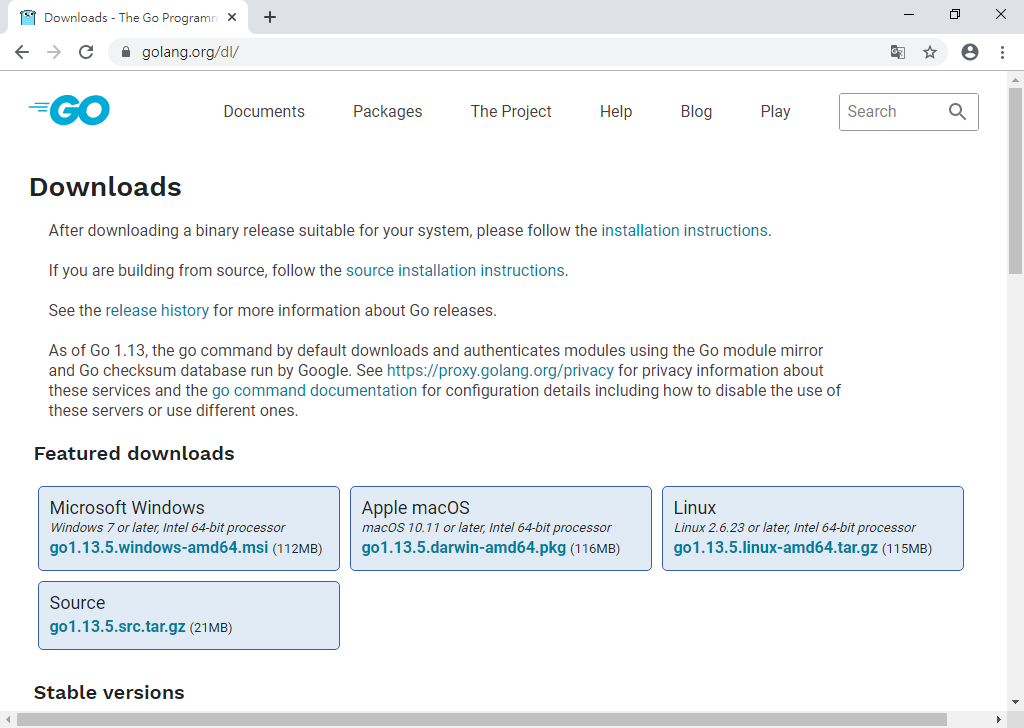 Downloads - The Go Programm
golang.org/dl/
GO
Documents
Packages
The Project
Help
Blog
Play
Search
Downloads
After downloading a binary release suitable for your system, please follow the installation instructions.
If you are building from source, follow the source installation instructions.
See the release history for more information about Go releases.
As of Go 1.13, the go command by default downloads and authenticates modules using the Go module mirror
and Go checksum database run by Google. See https://proxy.golang.org/privacy for privacy information about
these services and the go command documentation for configuration details including how to disable the use of
these servers or use different ones.
Featured downloads
Microsoft Windows
Windows 7 or later, Intel 64-bit processor
go1.13.5.windows-amd64.msi (112MB)
Apple macOS
macOS 10.11 or later, Intel 64-bit processor
go1.13.5.darwin-amd64.pkg (116MB)
Linux
Linux 2.6.23 or later, Intel 64-bit processor
go1.13.5.linux-amd64.tar.gz (115MB)
Source
go1.13.5.src.tar.gz (21MB)
Stable versions